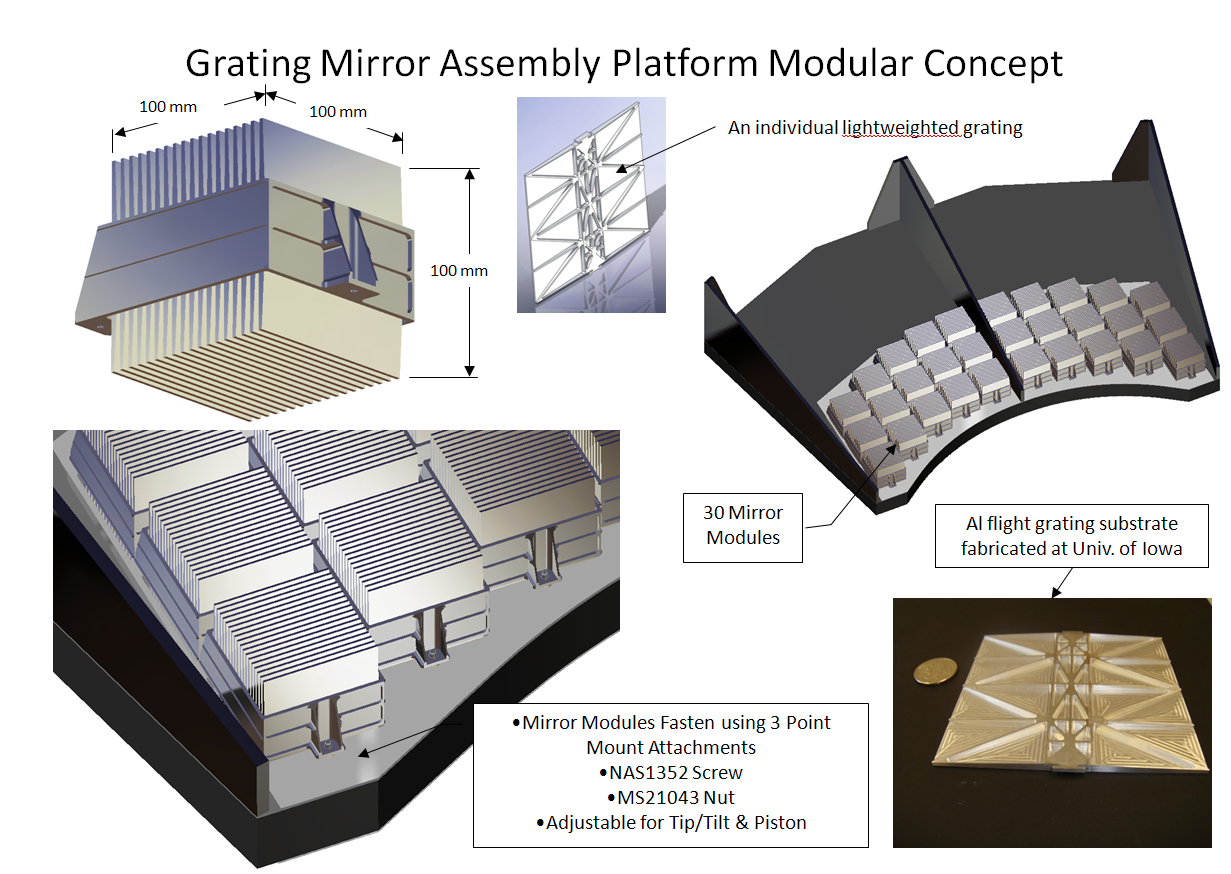 Grating Mirror Assembly Platform Modular Concept
100 mm
100 mm
An individual lightweighted grating
100 mm
30 Mirror
Modules
Al flight grating substrate
fabricated at Univ. of Iowa
•Mirror Modules Fasten using 3 Point
Mount Attachments
•NAS1352 Screw
•MS21043 Nut
•Adjustable for Tip/Tilt & Piston